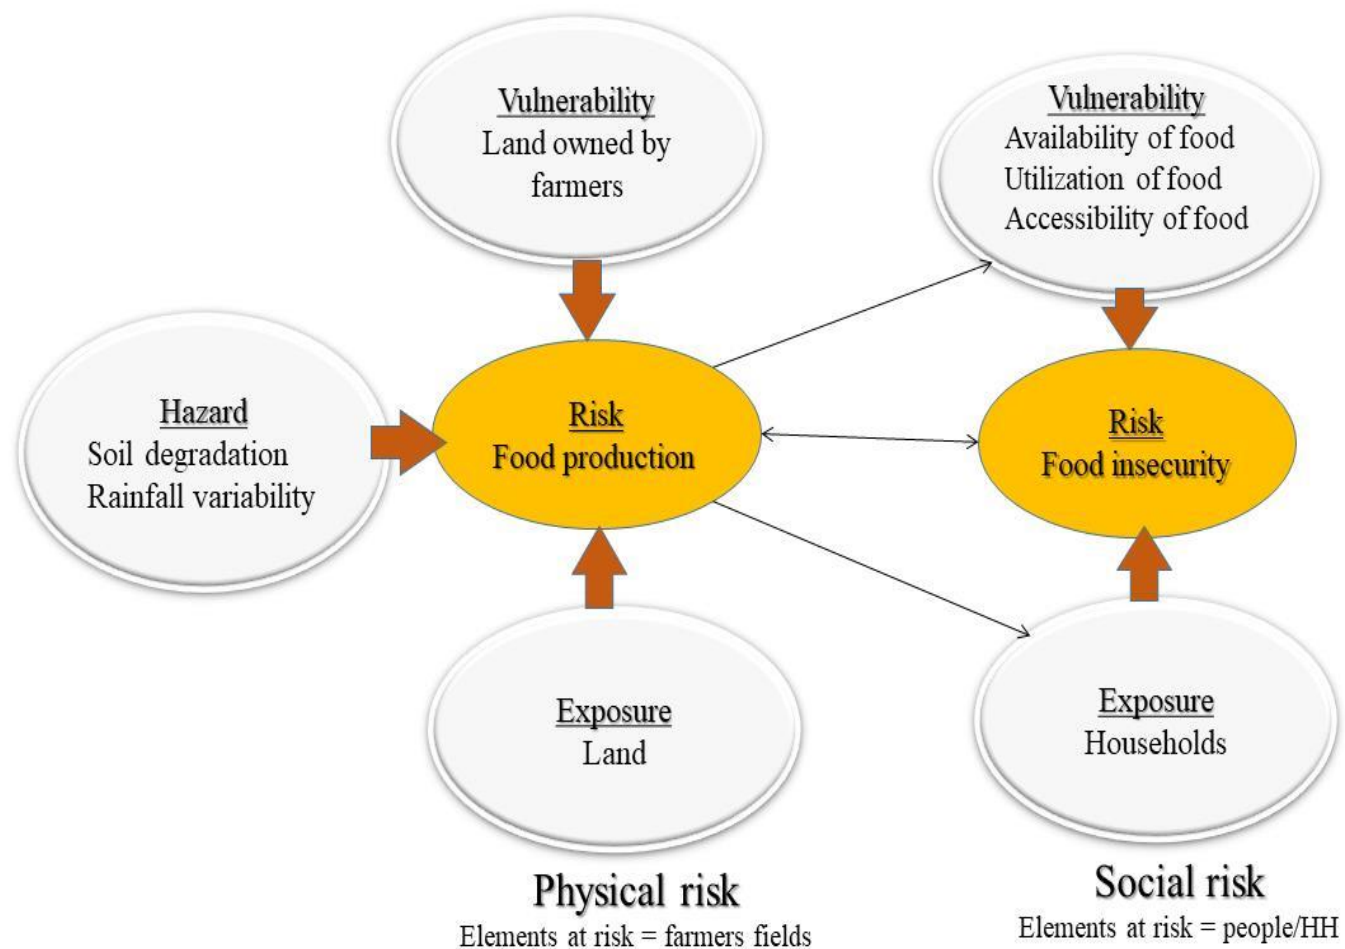 Vulnerability
Land owned by
farmers
Vulnerability
Availability of food
Utilization of food
Accessibility of food
Hazard
Soil degradation
Rainfall variability
Risk
Food production
Risk
Food insecurity
Exposure
Land
Exposure
Households
Physical risk
Elements at risk = farmers fields
Social risk
Elements at risk = people/HH